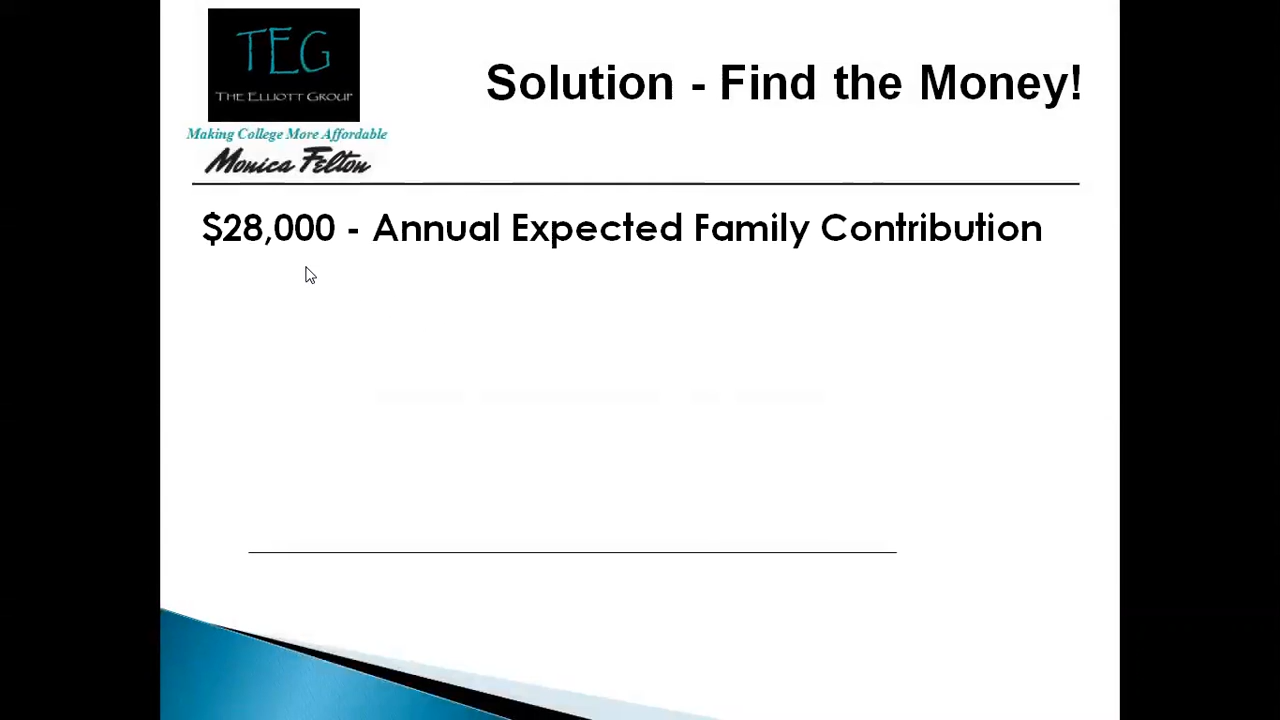 TEG
THE ELLIOTT GROUP
Making College More Affordable
Monica Felton
Solution - Find the Money!
$28,000 - Annual Expected Family Contribution